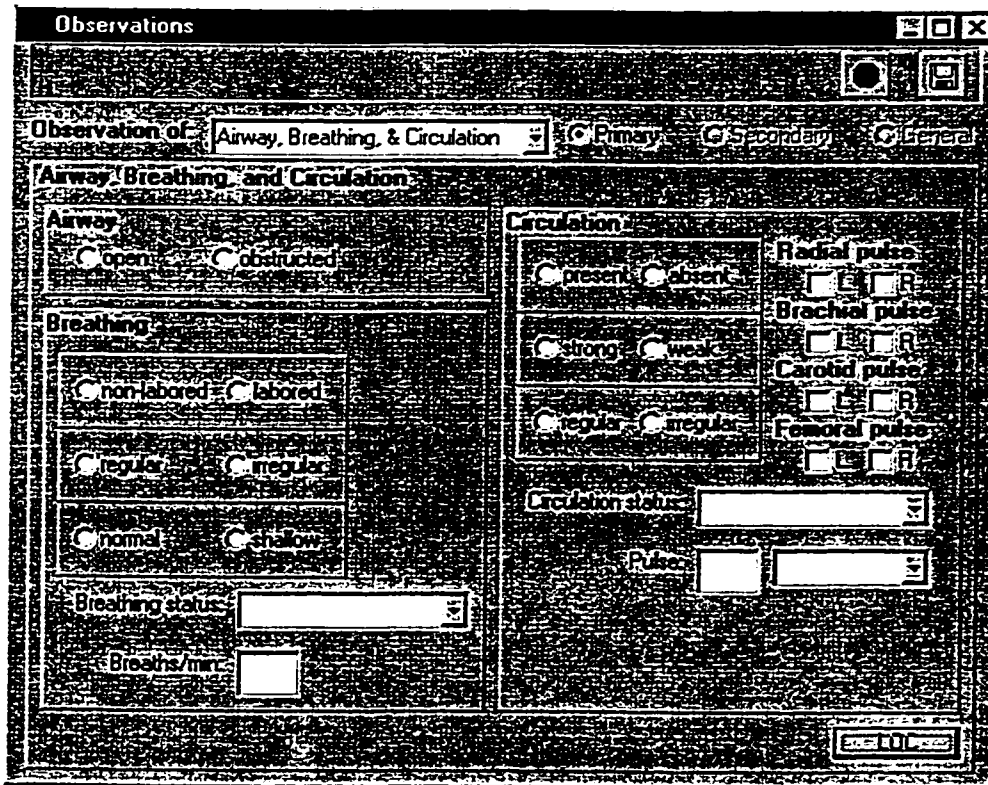 Observations
Observation of: Airway, Breathing, & Circulation Primary Secondary General
Airway, Breathing, and Circulation
Airway
open obstructed
Breathing
non-labored labored
regular irregular
normal shallow
Breathing status:
Breaths/min:
Circulation
present absent
strong weak
regular irregular
Radial pulse
L R
Brachial pulse
L R
Carotid pulse
L R
Femoral pulse
L R
Circulation status:
Pulse:
LOC